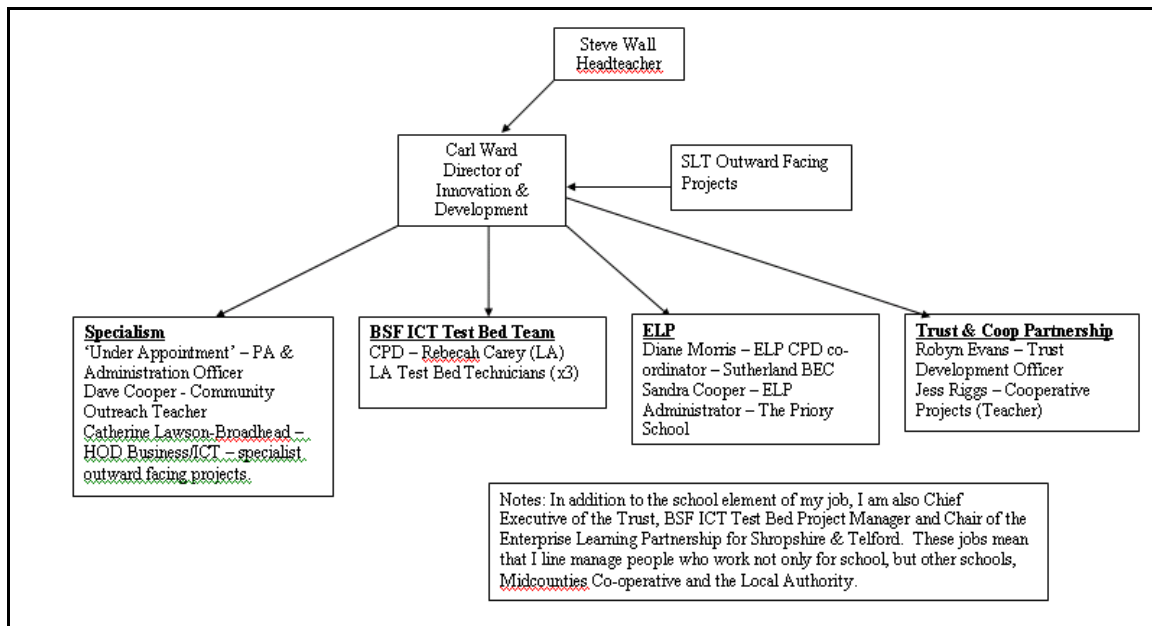 Steve Wall
Headteacher
Carl Ward
Director of
Innovation &
Development
SLT Outward Facing
Projects
Specialism
‘Under Appointment’ – PA &
Administration Officer
Dave Cooper - Community
Outreach Teacher
Catherine Lawson-Broadhead –
HOD Business/ICT – specialist
outward facing projects.
BSF ICT Test Bed Team
CPD – Rebecah Carey (LA)
LA Test Bed Technicians (x3)
ELP
Diane Morris – ELP CPD co-
ordinator – Sutherland BEC
Sandra Cooper – ELP
Administrator – The Priory
School
Trust & Coop Partnership
Robyn Evans – Trust
Development Officer
Jess Riggs – Cooperative
Projects (Teacher)
Notes: In addition to the school element of my job, I am also Chief
Executive of the Trust, BSF ICT Test Bed Project Manager and Chair of the
Enterprise Learning Partnership for Shropshire & Telford.  These jobs mean
that I line manage people who work not only for school, but other schools,
Midcounties Co-operative and the Local Authority.